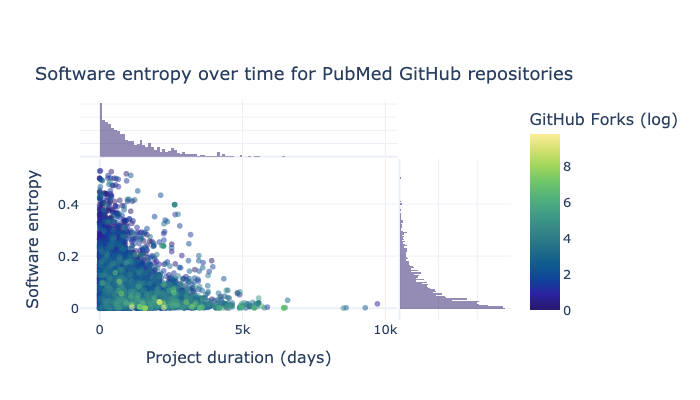 Software entropy over time for PubMed GitHub repositories
GitHub Forks (log)
8
6
4
2
0
Software entropy
0.4
0.2
0
0
5k
10k
Project duration (days)